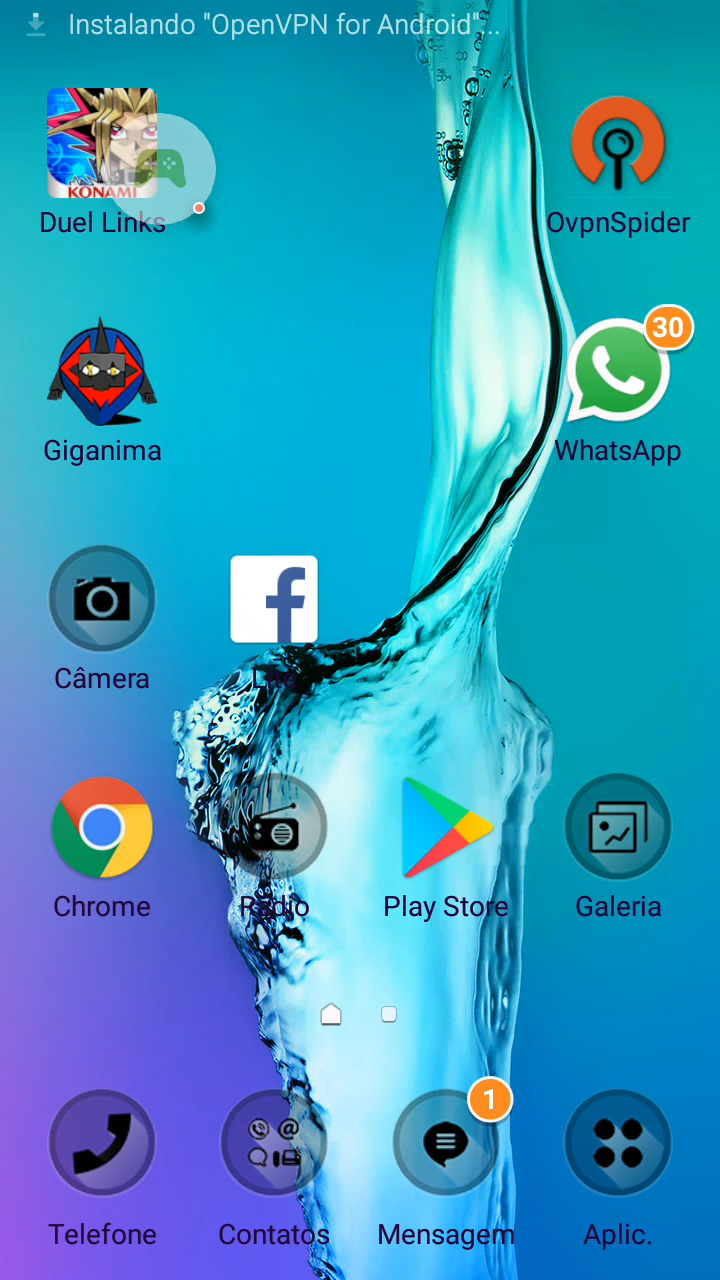 Instalando "OpenVPN for Android"...
KONAMI
Duel Links
OvpnSpider
30
Giganima
WhatsApp
Câmera
Lite
Chrome
Rádio
Play Store
Galeria
1
Telefone
Contatos
Mensagem
Aplic.